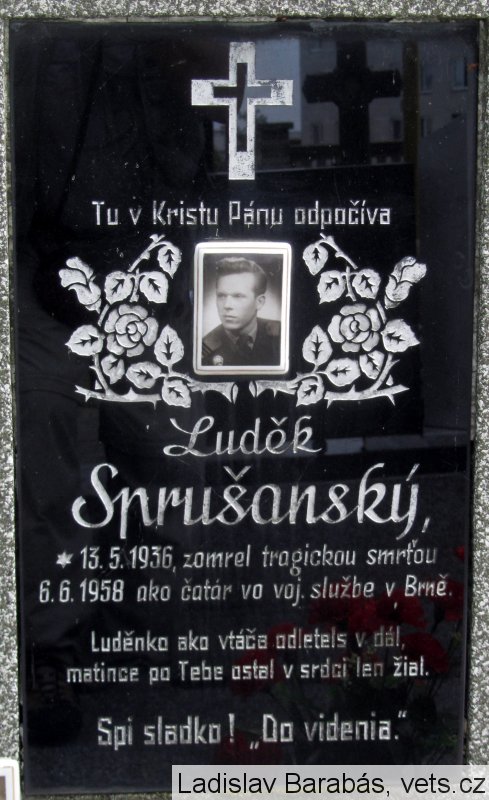 Tu v Kristu Pánu odpočíva
Luděk
Sprušanský,
* 13. 5. 1936, zomrel tragickou smrťou
6. 6. 1958 ako čatár vo voj. službe v Brně.
Luděnko ako vtáča odletels v dál,
matince po Tebe ostal v srdci len žial.
Spi sladko! „Do videnia.“
Ladislav Barabás, vets.cz